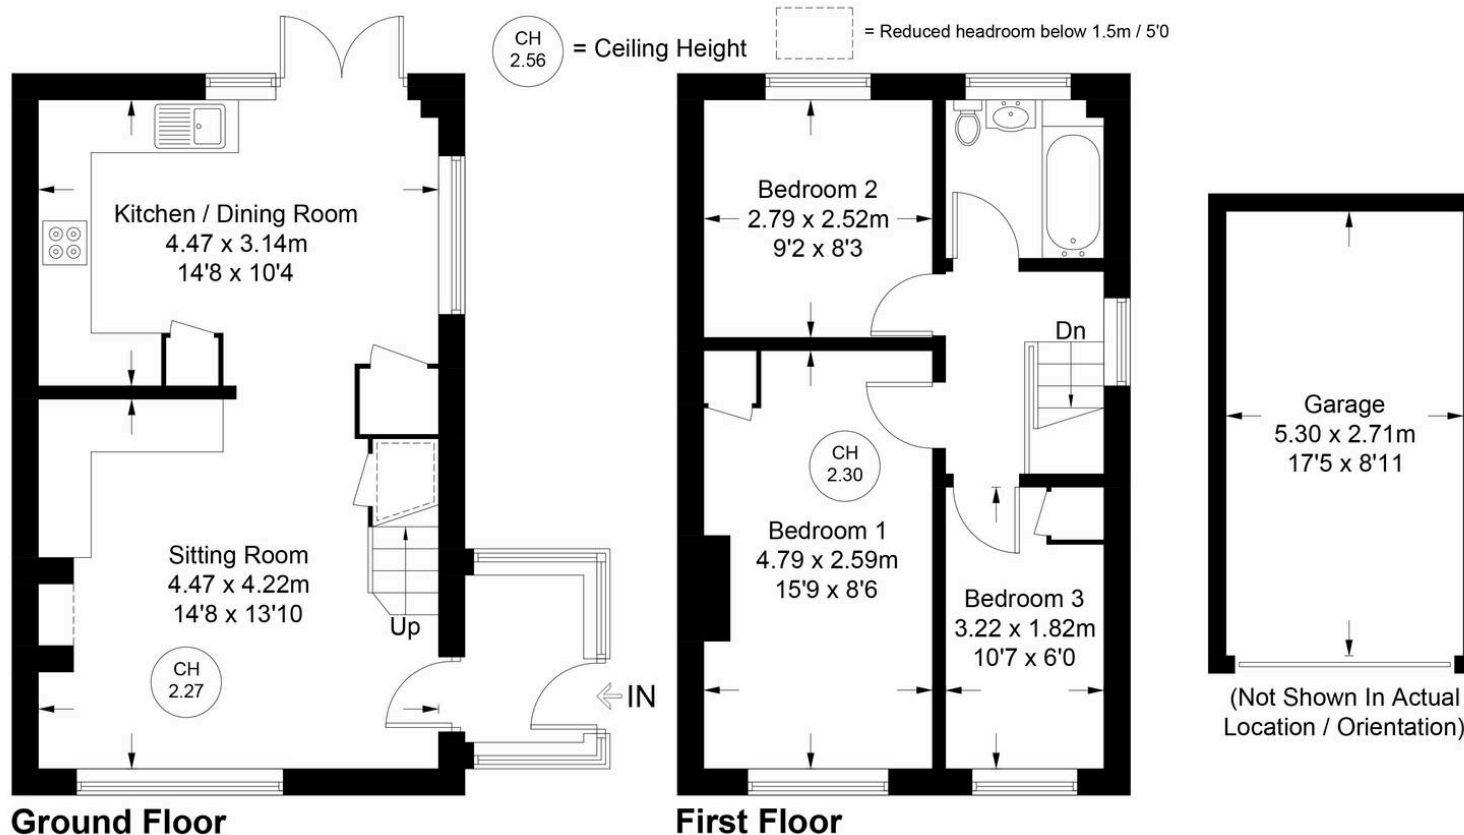 CH
2.56
= Ceiling Height
= Reduced headroom below 1.5m / 5'0
Kitchen / Dining Room
4.47 x 3.14m
14'8 x 10'4
Sitting Room
4.47 x 4.22m
14'8 x 13'10
Up
CH
2.27
IN
Ground Floor
Bedroom 2
2.79 x 2.52m
9'2 x 8'3
Dn
CH
2.30
Bedroom 1
4.79 x 2.59m
15'9 x 8'6
Bedroom 3
3.22 x 1.82m
10'7 x 6'0
First Floor
Garage
5.30 x 2.71m
17'5 x 8'11
(Not Shown In Actual
Location / Orientation)